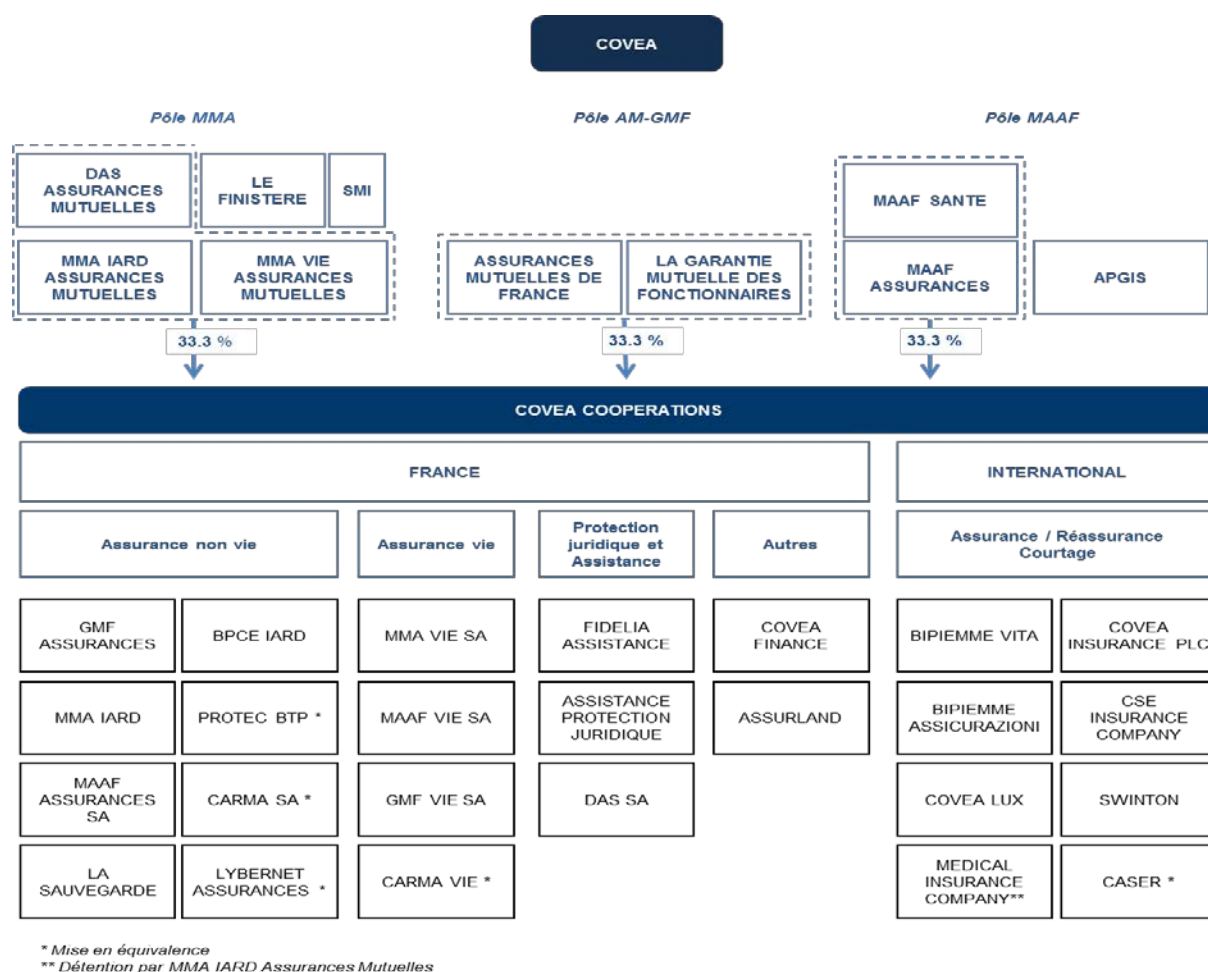 COVEA
Pôle MMA
Pôle AM-GMF
Pôle MAAF
DAS
ASSURANCES
MUTUELLES
LE
FINISTERE
SMI
MMA IARD
ASSURANCES
MUTUELLES
MMA VIE
ASSURANCES
MUTUELLES
ASSURANCES
MUTUELLES DE
FRANCE
LA GARANTIE
MUTUELLE DES
FONCTIONNAIRES
MAAF SANTE
MAAF
ASSURANCES
APGIS
33.3 %
33.3 %
33.3 %
COVEA COOPERATIONS
FRANCE
INTERNATIONAL
Assurance non vie
Assurance vie
Protection
juridique et
Assistance
Autres
Assurance / Réassurance
Courtage
GMF
ASSURANCES
BPCE IARD
MMA VIE SA
FIDELIA
ASSISTANCE
COVEA
FINANCE
BIPIEMME VITA
COVEA
INSURANCE PLC
MMA IARD
PROTEC BTP *
MAAF VIE SA
ASSISTANCE
PROTECTION
JURIDIQUE
ASSURLAND
BIPIEMME
ASSICURAZIONI
CSE
INSURANCE
COMPANY
MAAF
ASSURANCES
SA
CARMA SA *
GMF VIE SA
DAS SA
COVEA LUX
SWINTON
LA
SAUVEGARDE
LYBERNET
ASSURANCES *
CARMA VIE *
MEDICAL
INSURANCE
COMPANY**
CASER *
* Mise en équivalence
** Détention par MMA IARD Assurances Mutuelles